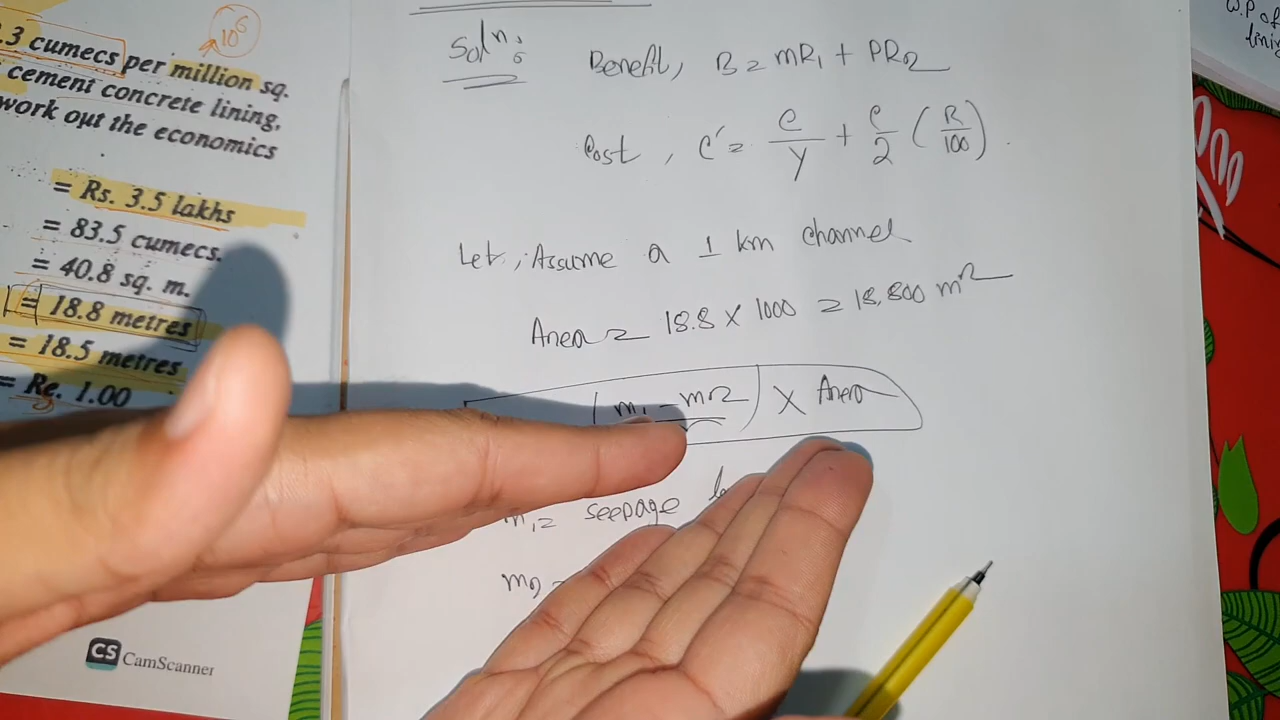 .3 cumecs per million sq.
10⁶
cement concrete lining,
work out the economics
= Rs. 3.5 lakhs
= 83.5 cumecs.
= 40.8 sq. m.
= 18.8 metres
= 18.5 metres
= Re. 1.00
CS CamScanner
Solⁿ:
Benefit, B = mR₁ + PR₂
Cost, C' = C/Y + C/2 (R/100)
Let, Assume a 1 km channel
Area = 18.8 × 1000 = 18,800 m²
(m₁ - m₂) × Area
m₁ = seepage
m₂ =
W.P of